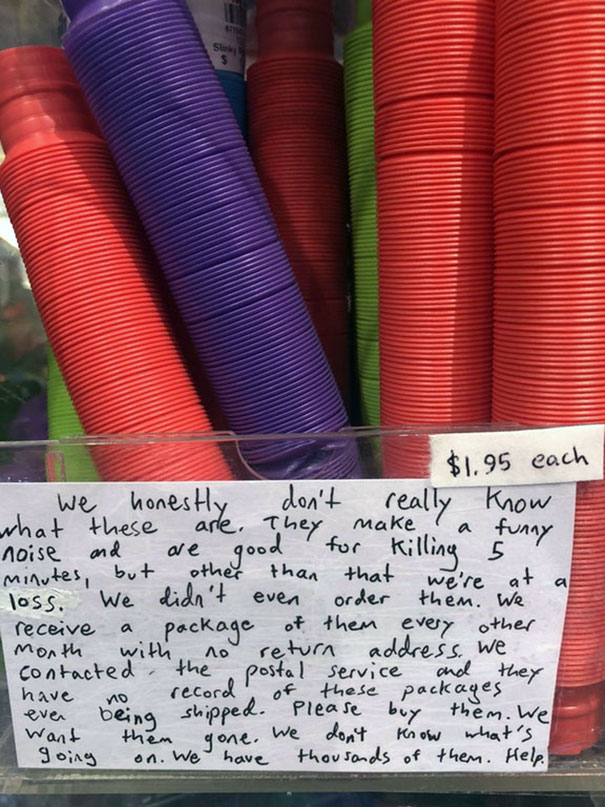 Slinky
$
$1.95 each
We honestly don't really know
what these are. They make a funny
noise and are good for killing 5
minutes, but other than that we're at a
loss. We didn't even order them. We
receive a package of them every other
month with no return address. We
contacted the postal service and they
have no record of these packages
ever being shipped. Please buy them. We
want them gone. We don't know what's
going on. We have thousands of them. Help.